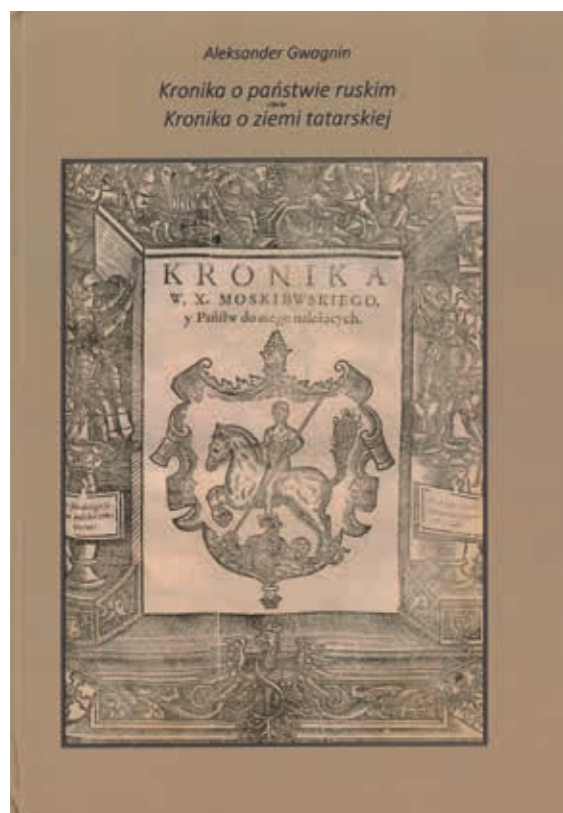 Aleksander Gwagnin
Kronika o państwie ruskim
Kronika o ziemi tatarskiej
KRONIKA
W. X. MOSKIEWSKIEGO,
y Państw do niego należących.